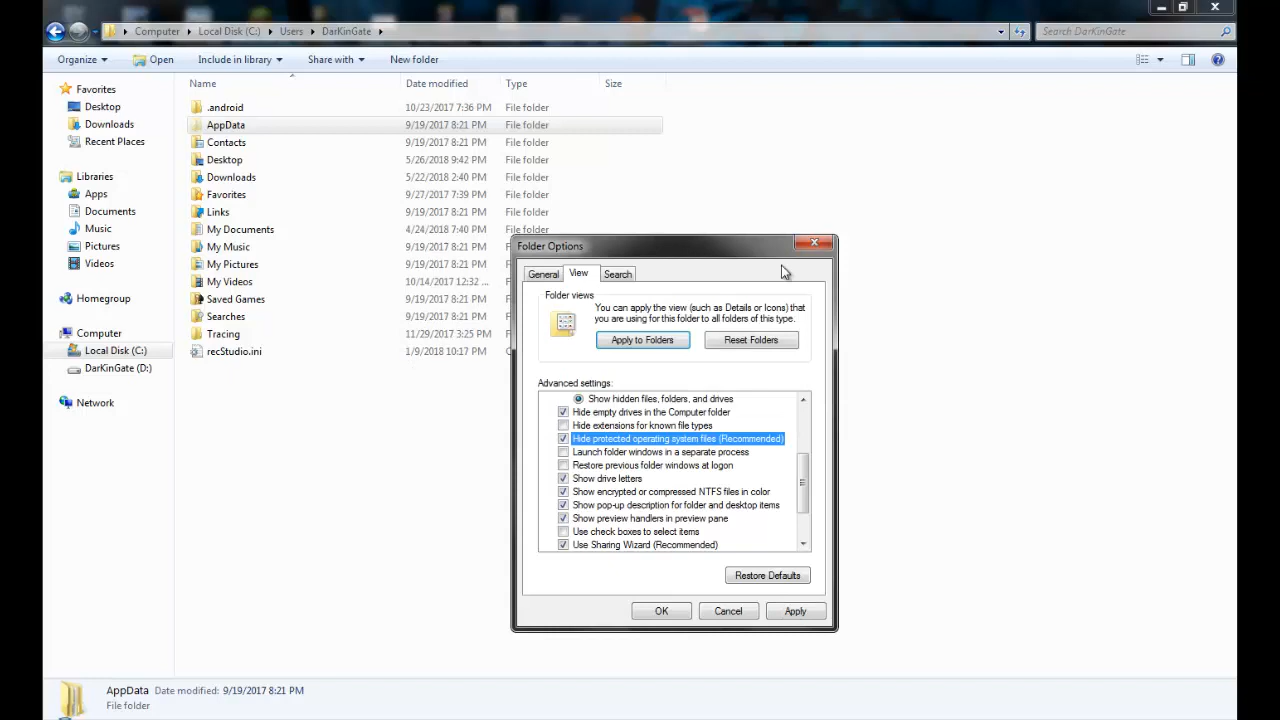 Computer Local Disk (C:) Users DarKinGate
Search DarKinGate
Organize Open Include in library Share with New folder
Name Date modified Type Size
Favorites
Desktop
Downloads
Recent Places
Libraries
Apps
Documents
Music
Pictures
Videos
Homegroup
Computer
Local Disk (C:)
DarKinGate (D:)
Network
.android 10/23/2017 7:36 PM File folder
AppData 9/19/2017 8:21 PM File folder
Contacts 9/19/2017 8:21 PM File folder
Desktop 5/26/2018 9:42 PM File folder
Downloads 5/22/2018 2:40 PM File folder
Favorites 9/27/2017 7:39 PM File folder
Links 9/19/2017 8:21 PM File folder
My Documents 4/24/2018 7:40 PM File folder
My Music 9/19/2017 8:21 PM
My Pictures 9/19/2017 8:21 PM
My Videos 10/14/2017 12:32 ...
Saved Games 9/19/2017 8:21 PM
Searches 9/19/2017 8:21 PM
Tracing 11/29/2017 3:25 PM
recStudio.ini 1/9/2018 10:17 PM
Folder Options
General View Search
Folder views
You can apply the view (such as Details or Icons) that
you are using for this folder to all folders of this type.
Apply to Folders Reset Folders
Advanced settings:
Show hidden files, folders, and drives
Hide empty drives in the Computer folder
Hide extensions for known file types
Hide protected operating system files (Recommended)
Launch folder windows in a separate process
Restore previous folder windows at logon
Show drive letters
Show encrypted or compressed NTFS files in color
Show pop-up description for folder and desktop items
Show preview handlers in preview pane
Use check boxes to select items
Use Sharing Wizard (Recommended)
Restore Defaults
OK Cancel Apply
AppData Date modified: 9/19/2017 8:21 PM
File folder